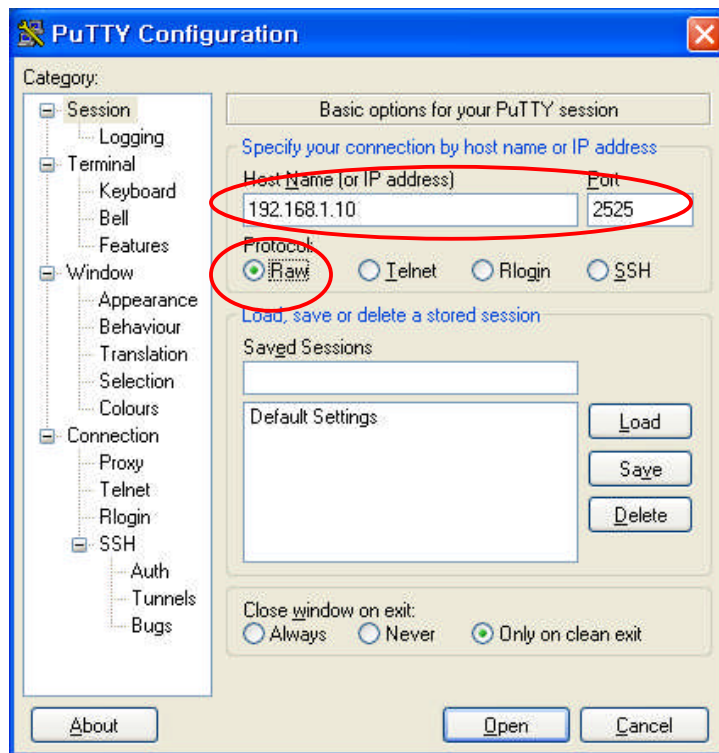 PuTTY Configuration
Category:
Session
Logging
Terminal
Keyboard
Bell
Features
Window
Appearance
Behaviour
Translation
Selection
Colours
Connection
Proxy
Telnet
Rlogin
SSH
Auth
Tunnels
Bugs
Basic options for your PuTTY session
Specify your connection by host name or IP address
Host Name (or IP address) Port
192.168.1.10 2525
Protocol:
Raw Telnet Rlogin SSH
Load, save or delete a stored session
Saved Sessions
Default Settings
Load
Save
Delete
Close window on exit:
Always Never Only on clean exit
About Open Cancel